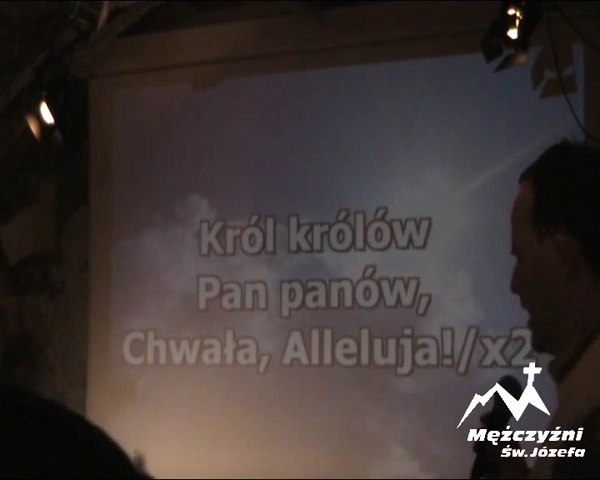 Król królów
Pan panów,
Chwała, Alleluja!/x2
Mężczyźni
Św.Józefa